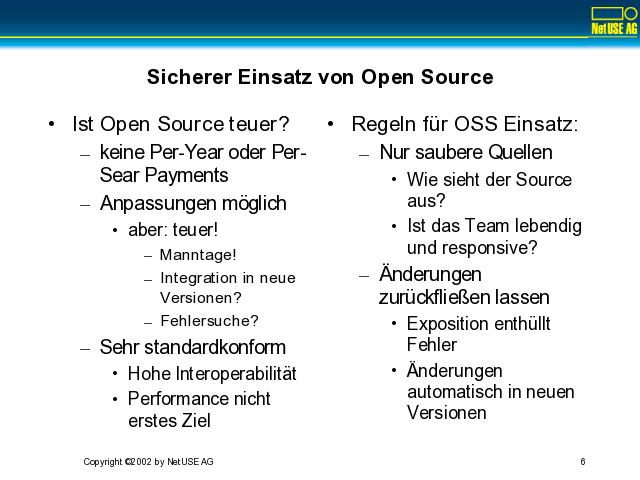 NetUSE AG
Sicherer Einsatz von Open Source
• Ist Open Source teuer?
– keine Per-Year oder Per-
Sear Payments
– Anpassungen möglich
• aber: teuer!
– Manntage!
– Integration in neue
Versionen?
– Fehlersuche?
– Sehr standardkonform
• Hohe Interoperabilität
• Performance nicht
erstes Ziel
• Regeln für OSS Einsatz:
– Nur saubere Quellen
• Wie sieht der Source
aus?
• Ist das Team lebendig
und responsive?
– Änderungen
zurückfließen lassen
• Exposition enthüllt
Fehler
• Änderungen
automatisch in neuen
Versionen
Copyright ©2002 by NetUSE AG
6